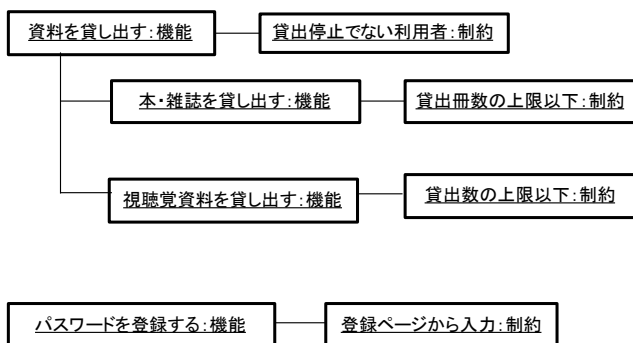 資料を貸し出す:機能
貸出停止でない利用者:制約
本・雑誌を貸し出す:機能
貸出冊数の上限以下:制約
視聴覚資料を貸し出す:機能
貸出数の上限以下:制約
パスワードを登録する:機能
登録ページから入力:制約